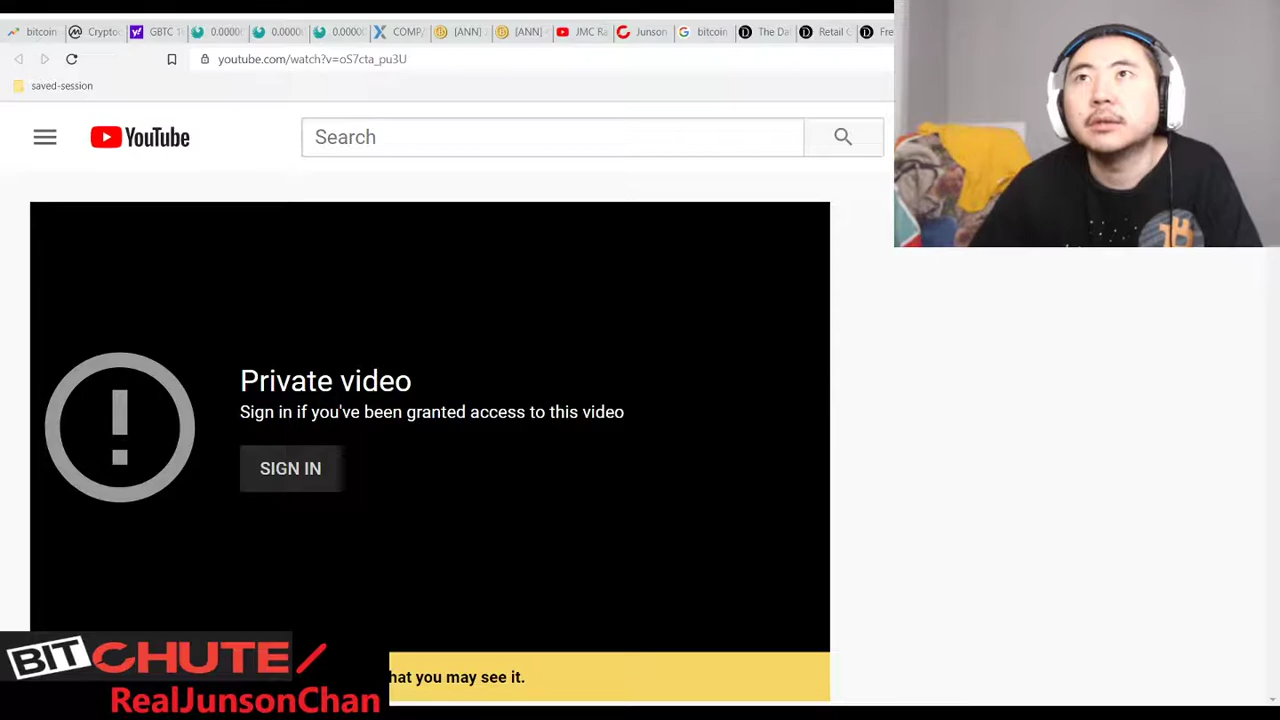 bitcoin Crypto GBTC 0.0000 0.0000 0.0000 COMP [ANN] [ANN] JMC Ra Junson bitcoin The Da Retail Fre
youtube.com/watch?v=oS7cta_pu3U
saved-session
YouTube Search
Private video
Sign in if you've been granted access to this video
SIGN IN
hat you may see it.
BITCHUTE/
RealJunsonChan